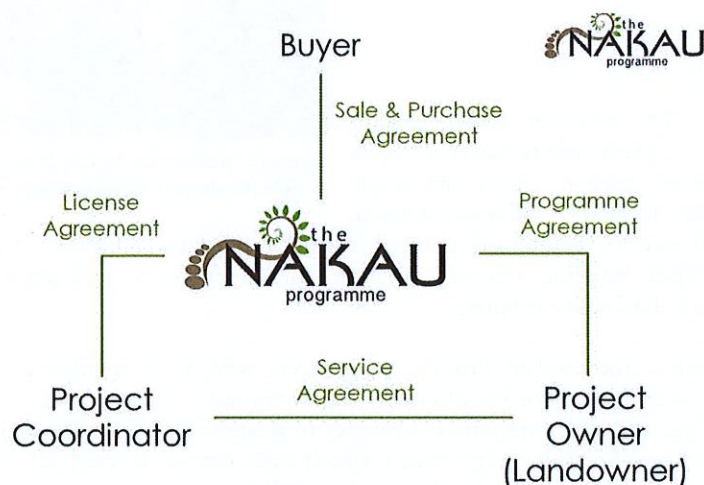 Buyer
the
NAKAU
programme
Sale & Purchase
Agreement
License
Agreement
Programme
Agreement
the
NAKAU
programme
Service
Agreement
Project
Coordinator
Project
Owner
(Landowner)